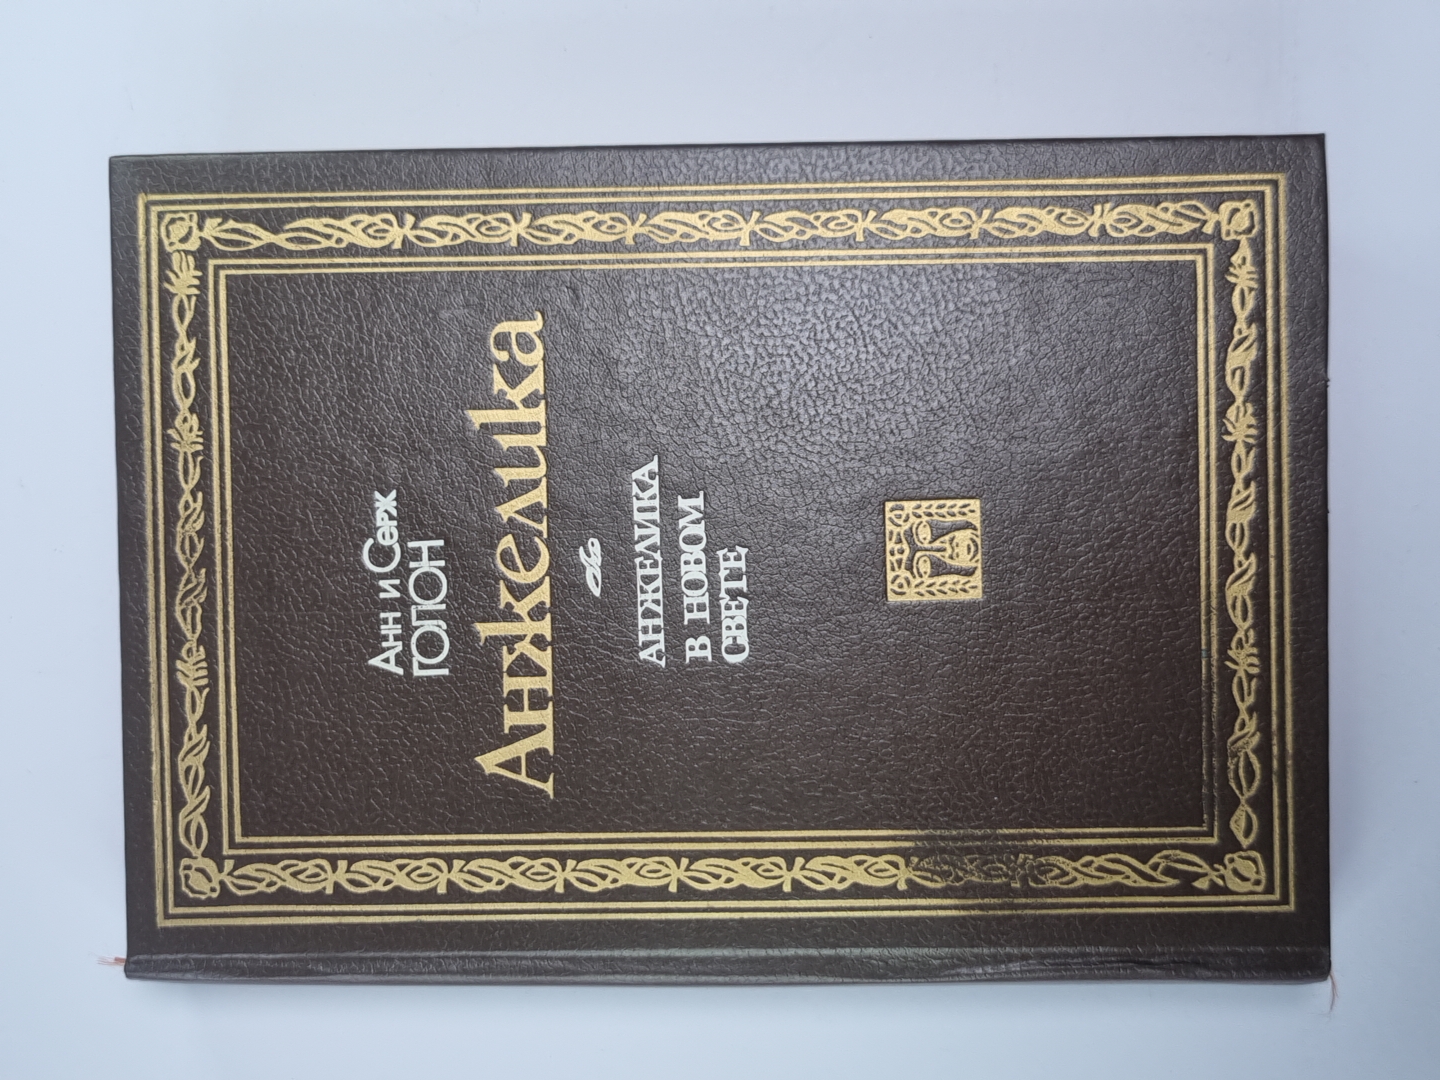 Анн и Серж
ГОЛОН
Анжелика
АНЖЕЛИКА
В НОВОМ
СВЕТЕ